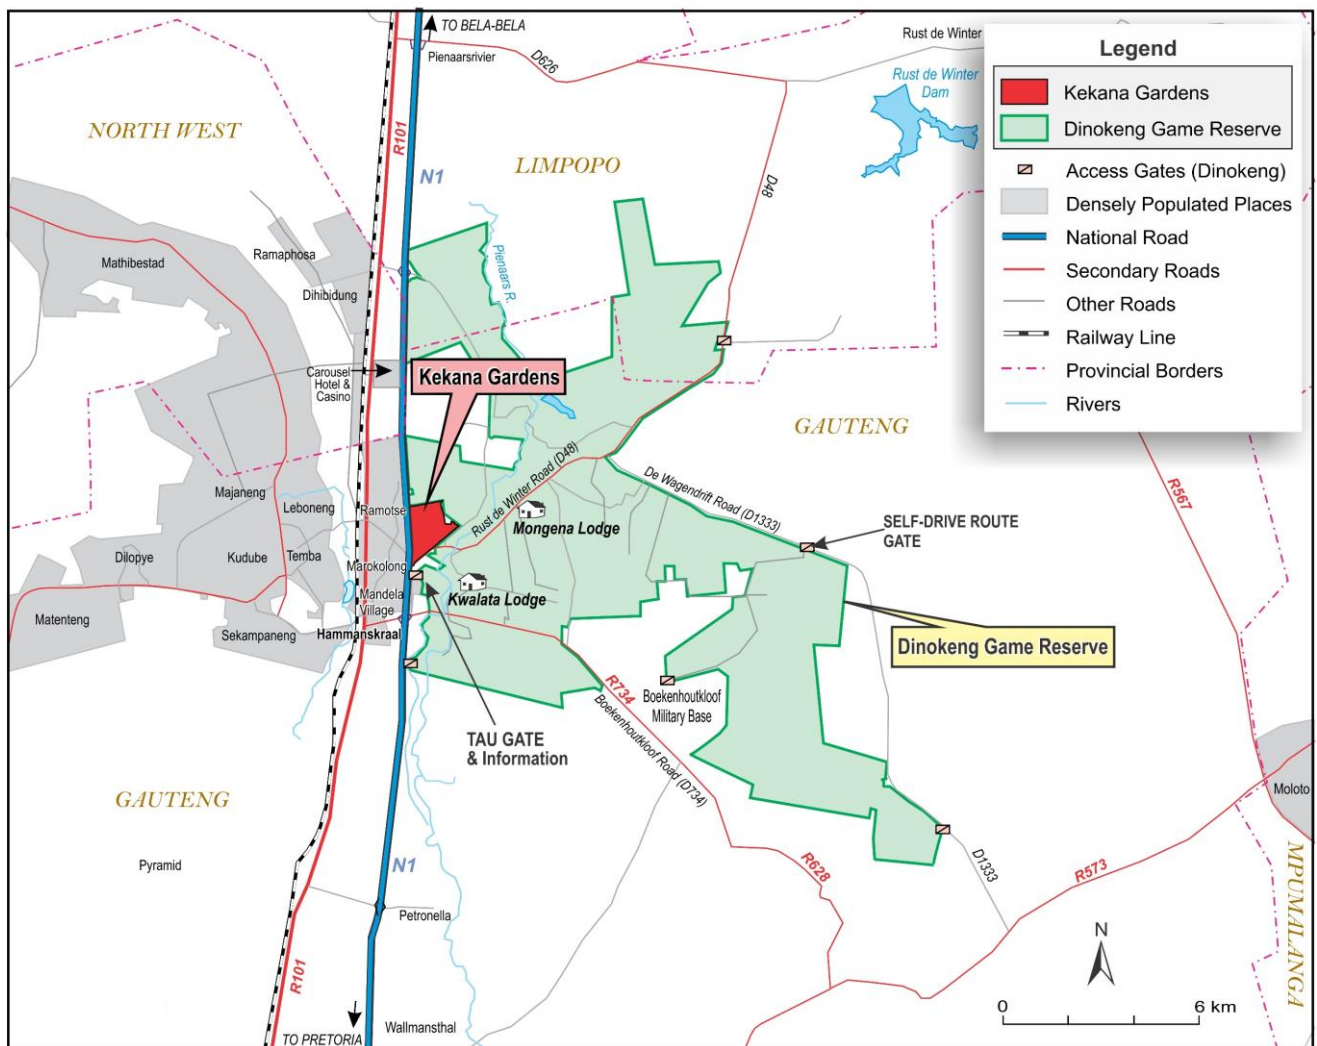 TO BELA-BELA
Pienaarsrivier
D626
Rust de Winter
Rust de Winter
Dam
Legend
Kekana Gardens
Dinokeng Game Reserve
Access Gates (Dinokeng)
Densely Populated Places
National Road
Secondary Roads
Other Roads
Railway Line
Provincial Borders
Rivers
NORTH WEST
R101
N1
LIMPOPO
D48
Mathibestad
Ramaphosa
Dihibidung
Pienaars R.
Carousel
Hotel &
Casino
Kekana Gardens
GAUTENG
Majaneng
Leboneng
Ramotse
Rust de Winter Road (D48)
Mongena Lodge
De Wagendrift Road (D1333)
SELF-DRIVE ROUTE
GATE
R567
Dilopye
Kudube
Temba
Marokolong
Mandela
Village
Kwalata Lodge
Matenteng
Sekampaneng
Hammanskraal
Dinokeng Game Reserve
R734
Boekenhoutkloof
Military Base
Boekenhoutkloof Road (D734)
TAU GATE
& Information
GAUTENG
Moloto
Pyramid
N1
R628
D1333
R573
MPUMALANGA
Petronella
R101
N
0
6 km
Wallmansthal
TO PRETORIA